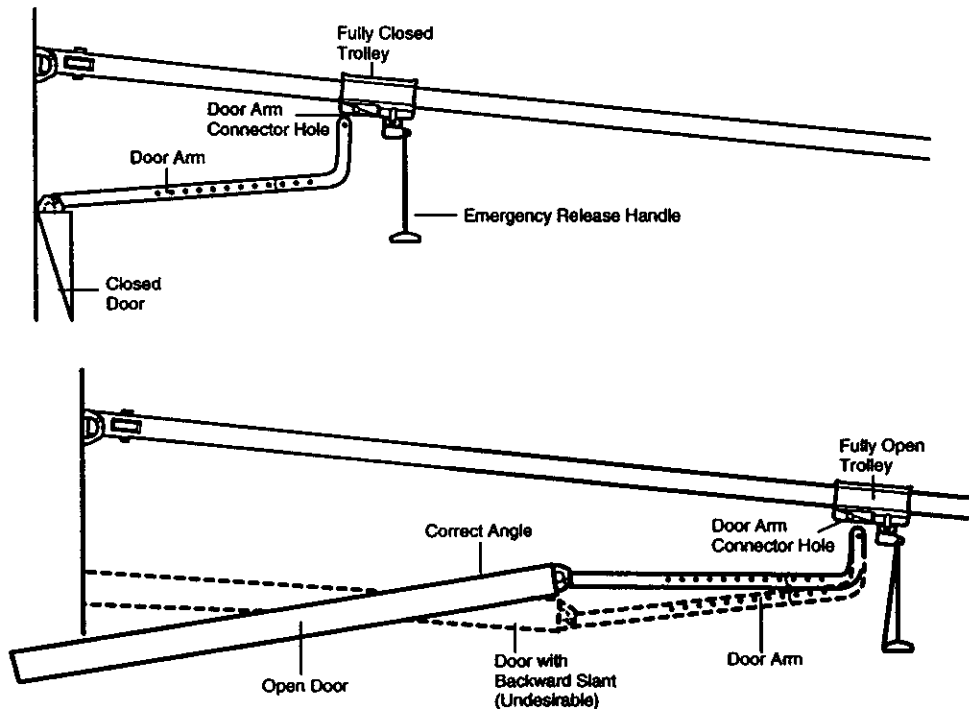 Fully Closed
Trolley
Door Arm
Connector Hole
Door Arm
Emergency Release Handle
Closed
Door
Fully Open
Trolley
Door Arm
Connector Hole
Correct Angle
Open Door
Door with
Backward Slant
(Undesirable)
Door Arm